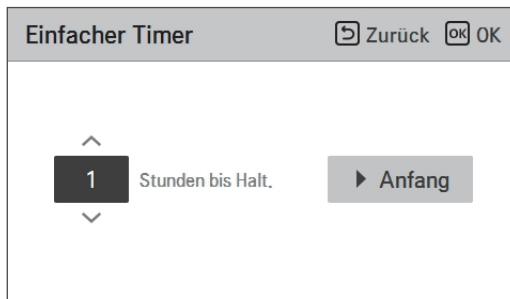 Einfacher Timer Zurück OK OK
1 Stunden bis Halt. Anfang